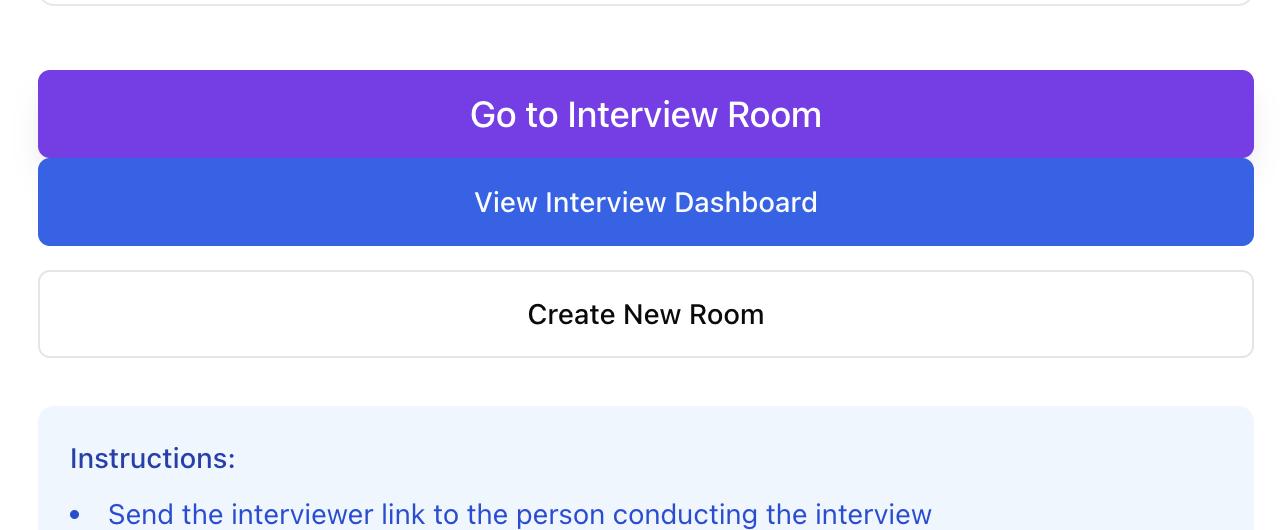 Go to Interview Room
View Interview Dashboard
Create New Room
Instructions:
• Send the interviewer link to the person conducting the interview